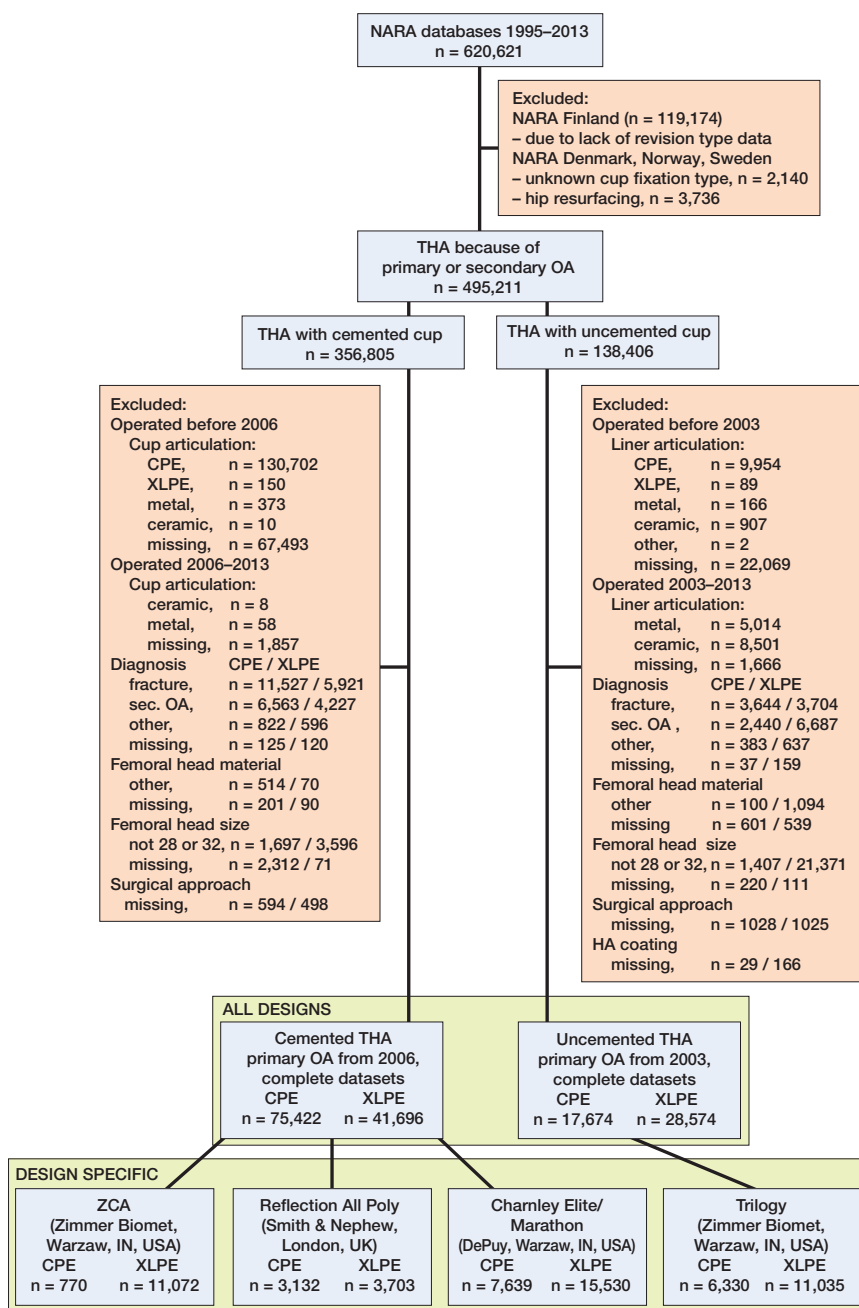 NARA databases 1995–2013
n = 620,621
Excluded:
NARA Finland (n = 119,174)
– due to lack of revision type data
NARA Denmark, Norway, Sweden
– unknown cup fixation type, n = 2,140
– hip resurfacing, n = 3,736
THA because of
primary or secondary OA
n = 495,211
THA with cemented cup
n = 356,805
THA with uncemented cup
n = 138,406
Excluded:
Operated before 2006
Cup articulation:
CPE, n = 130,702
XLPE, n = 150
metal, n = 373
ceramic, n = 10
missing, n = 67,493
Operated 2006–2013
Cup articulation:
ceramic, n = 8
metal, n = 58
missing, n = 1,857
Diagnosis CPE / XLPE
fracture, n = 11,527 / 5,921
sec. OA, n = 6,563 / 4,227
other, n = 822 / 596
missing, n = 125 / 120
Femoral head material
other, n = 514 / 70
missing, n = 201 / 90
Femoral head size
not 28 or 32, n = 1,697 / 3,596
missing, n = 2,312 / 71
Surgical approach
missing, n = 594 / 498
Excluded:
Operated before 2003
Liner articulation:
CPE, n = 9,954
XLPE, n = 89
metal, n = 166
ceramic, n = 907
other, n = 2
missing, n = 22,069
Operated 2003–2013
Liner articulation:
metal, n = 5,014
ceramic, n = 8,501
missing, n = 1,666
Diagnosis CPE / XLPE
fracture, n = 3,644 / 3,704
sec. OA , n = 2,440 / 6,687
other, n = 383 / 637
missing, n = 37 / 159
Femoral head material
other n = 100 / 1,094
missing n = 601 / 539
Femoral head size
not 28 or 32, n = 1,407 / 21,371
missing, n = 220 / 111
Surgical approach
missing, n = 1028 / 1025
HA coating
missing, n = 29 / 166
ALL DESIGNS
Cemented THA
primary OA from 2006,
complete datasets
CPE XLPE
n = 75,422 n = 41,696
Uncemented THA
primary OA from 2003,
complete datasets
CPE XLPE
n = 17,674 n = 28,574
DESIGN SPECIFIC
ZCA
(Zimmer Biomet,
Warzaw, IN, USA)
CPE XLPE
n = 770 n = 11,072
Reflection All Poly
(Smith & Nephew,
London, UK)
CPE XLPE
n = 3,132 n = 3,703
Charnley Elite/
Marathon
(DePuy, Warzaw, IN, USA)
CPE XLPE
n = 7,639 n = 15,530
Trilogy
(Zimmer Biomet,
Warzaw, IN, USA)
CPE XLPE
n = 6,330 n = 11,035